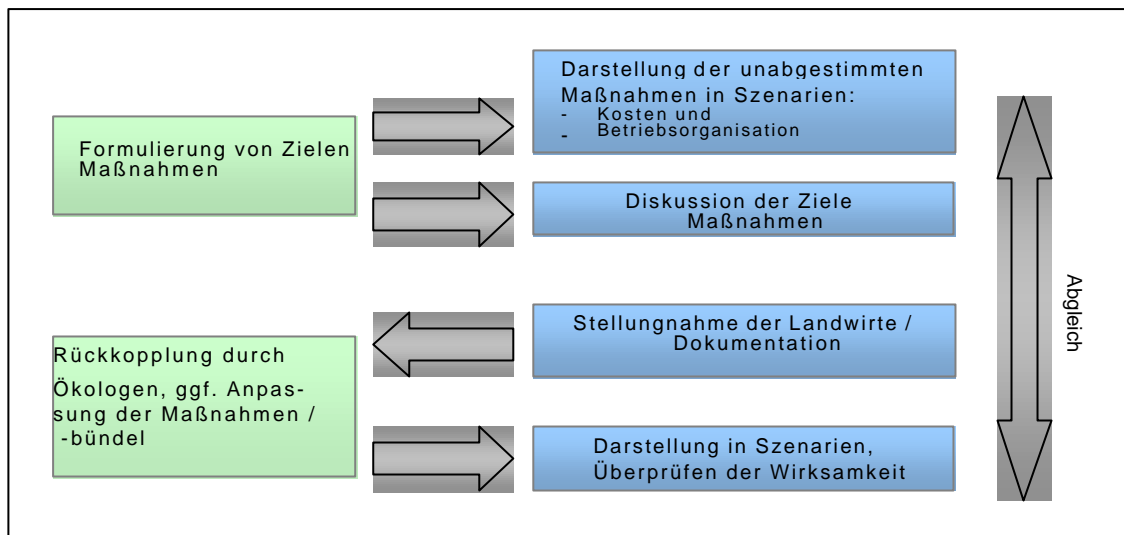 Formulierung von Zielen
Maßnahmen
Darstellung der unabgestimmten
Maßnahmen in Szenarien:
- Kosten und
- Betriebsorganisation
Diskussion der Ziele
Maßnahmen
Stellungnahme der Landwirte /
Dokumentation
Rückkopplung durch
Ökologen, ggf. Anpas-
sung der Maßnahmen /
-bündel
Darstellung in Szenarien,
Überprüfen der Wirksamkeit
Abgleich